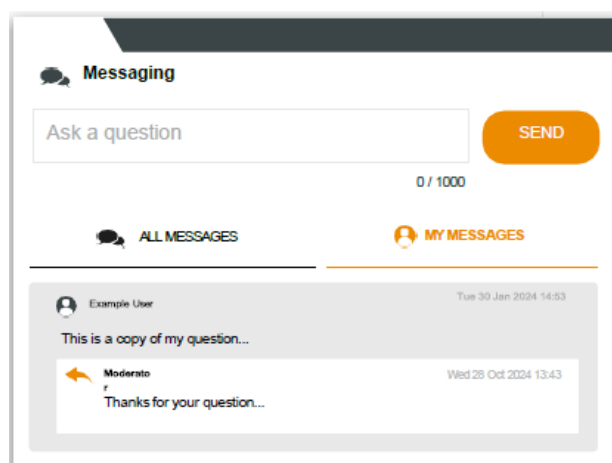 Messaging
Ask a question
SEND
0 / 1000
ALL MESSAGES
MY MESSAGES
Example User
Tue 30 Jan 2024 14:53
This is a copy of my question...
Moderato
r
Wed 28 Oct 2024 13:43
Thanks for your question...